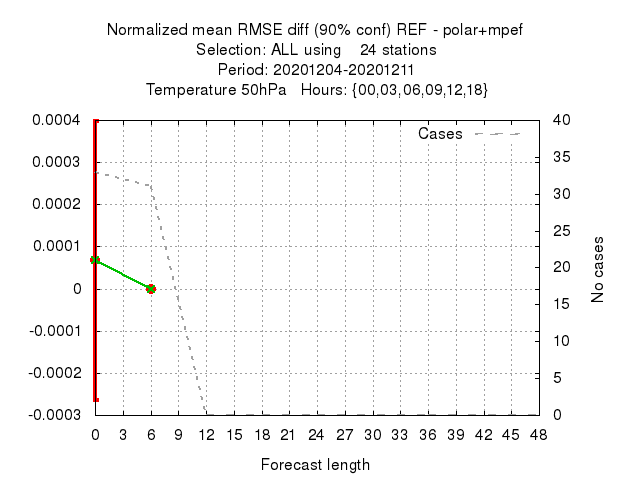 Normalized mean RMSE diff (90% conf) REF - polar+mpef
Selection: ALL using 24 stations
Period: 20201204-20201211
Temperature 50hPa Hours: {00,03,06,09,12,18}
Cases
0.0004
0.0003
0.0002
0.0001
0
-0.0001
-0.0002
-0.0003
40
35
30
25
20
15
10
5
0
No cases
0 3 6 9 12 15 18 21 24 27 30 33 36 39 42 45 48
Forecast length